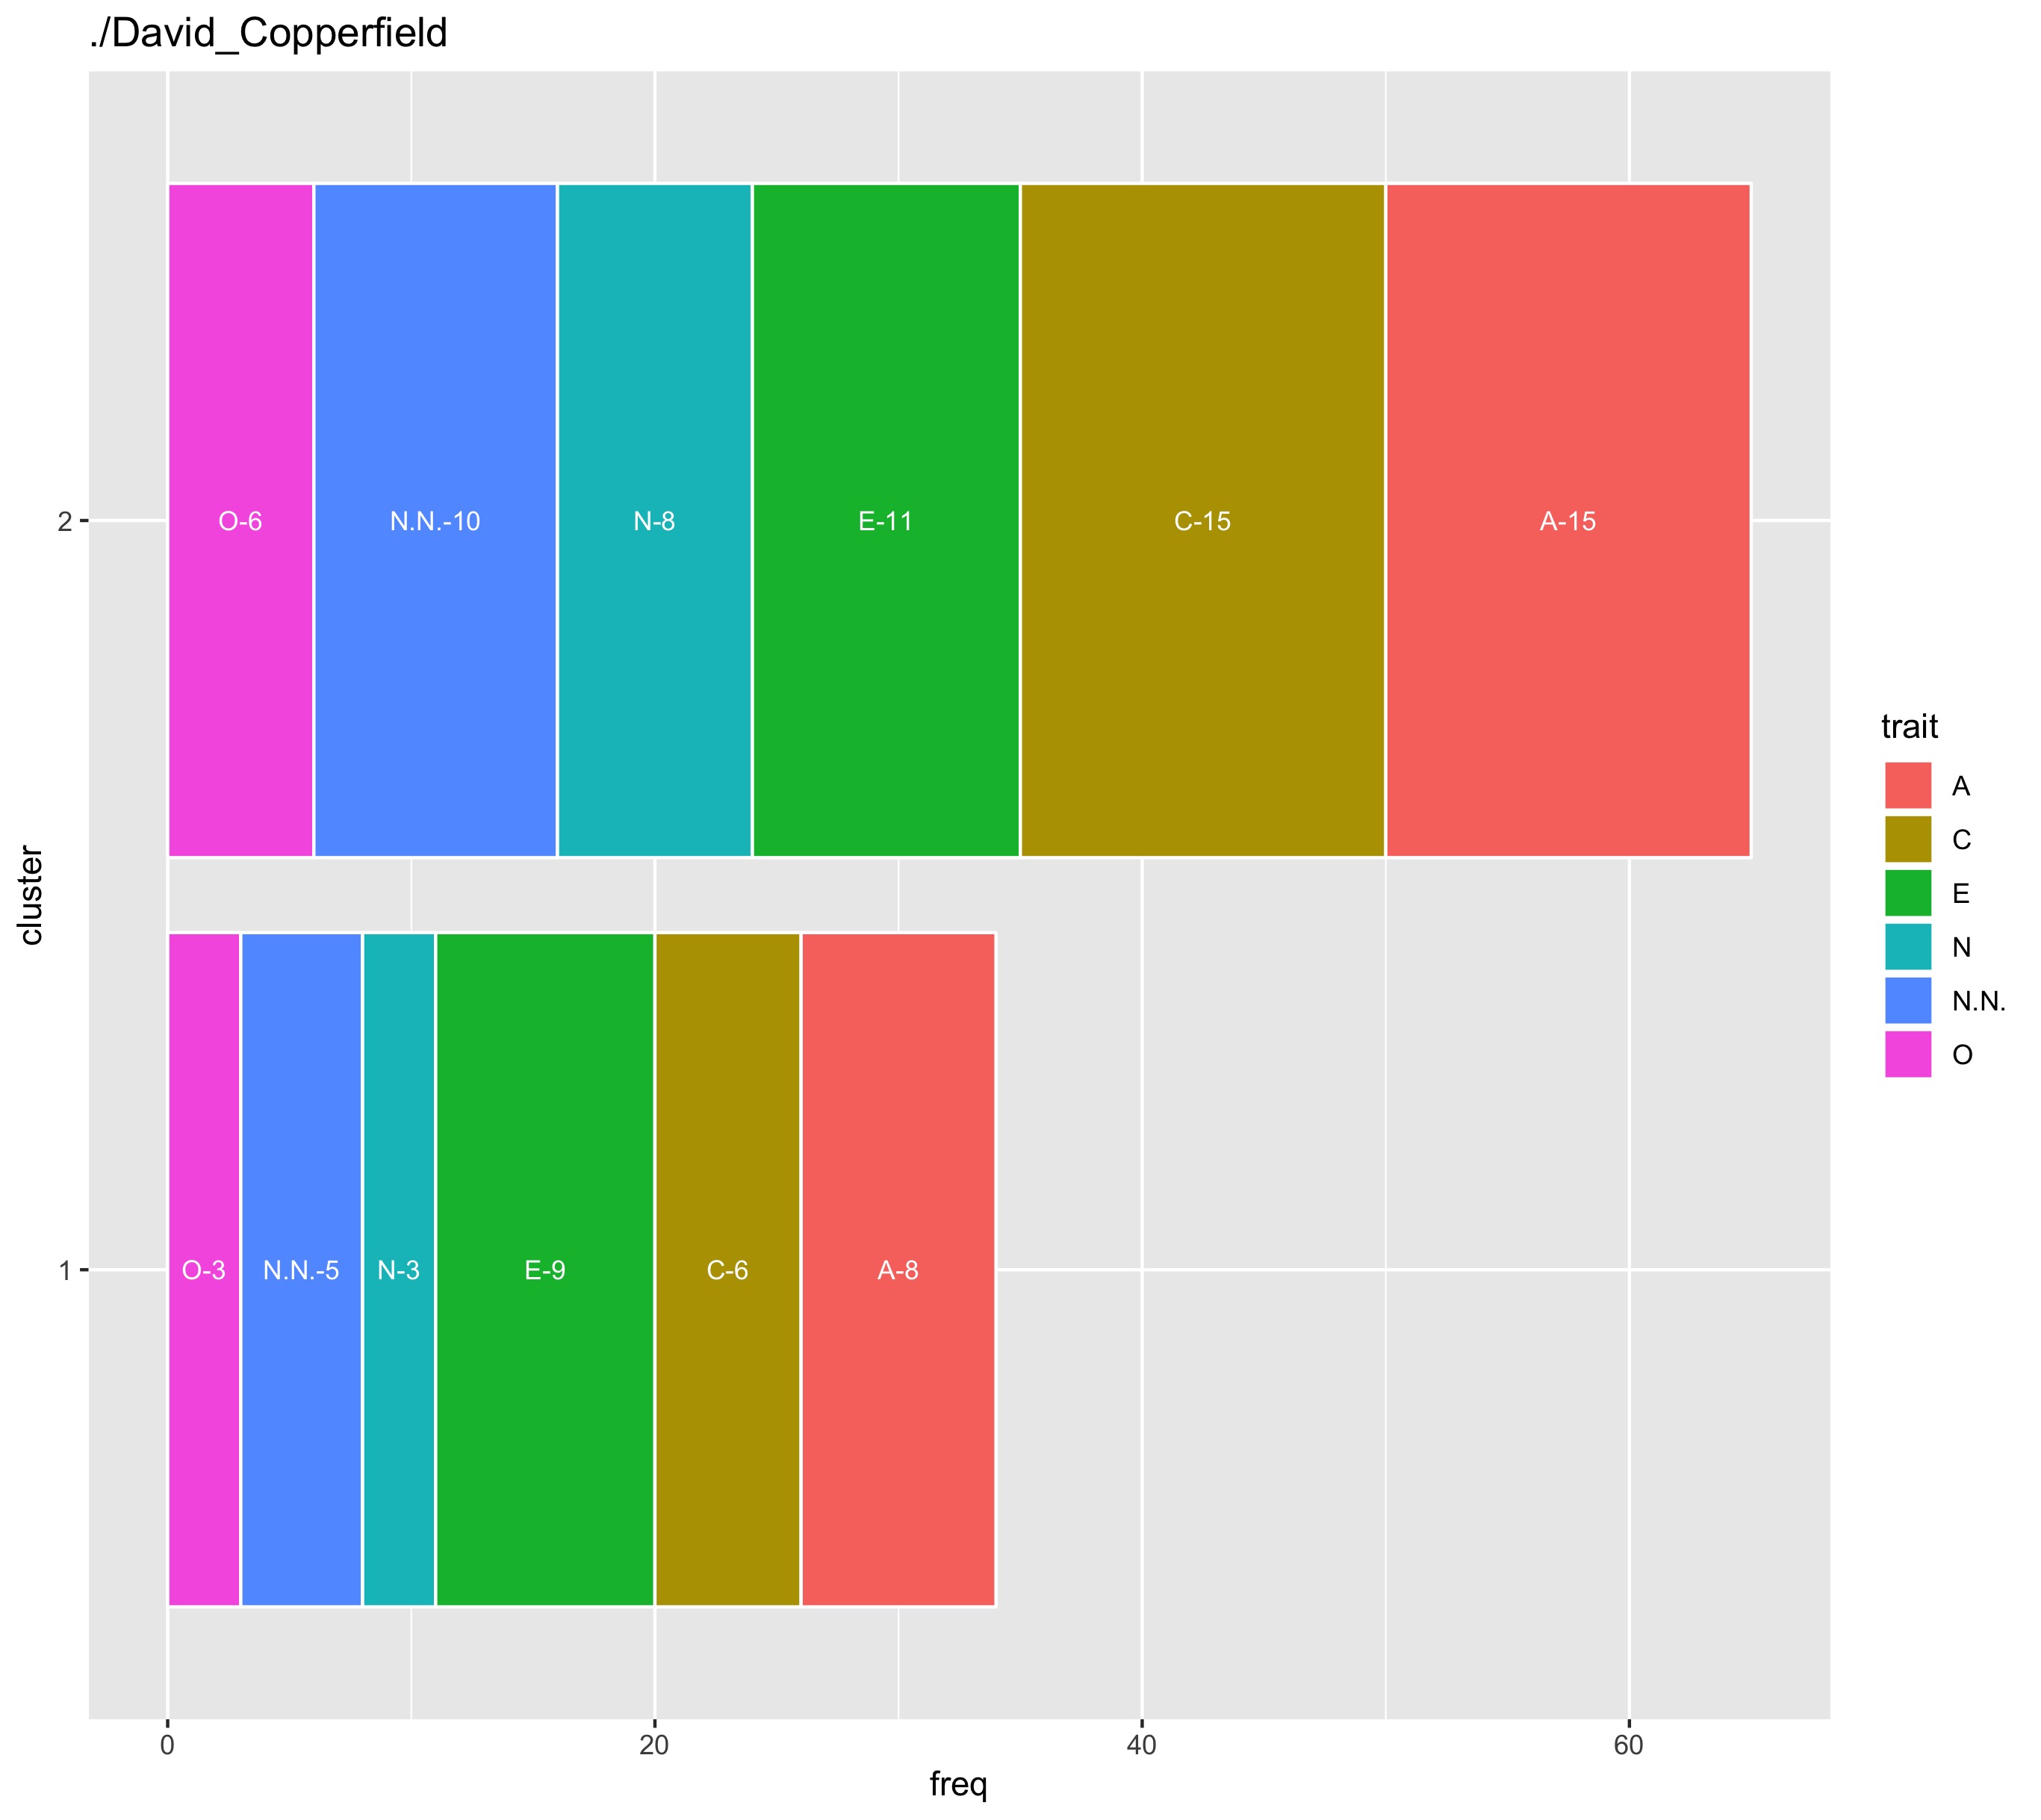 ./David_Copperfield
cluster
2
O-6 N.N.-10 N-8 E-11 C-15 A-15
1
O-3 N.N.-5 N-3 E-9 C-6 A-8
0 20 40 60
freq
trait
A
C
E
N
N.N.
O